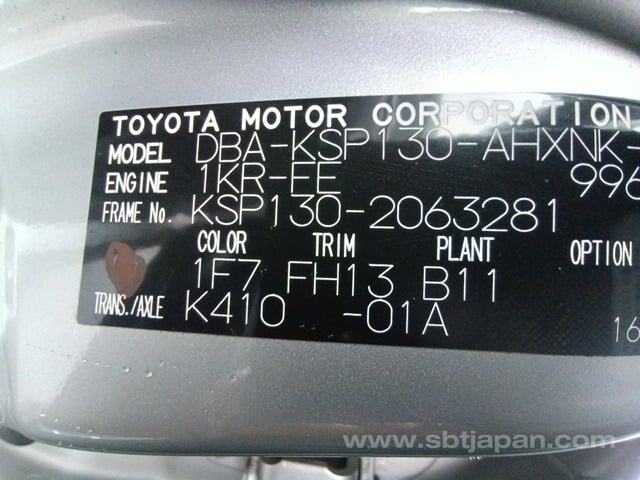 TOYOTA MOTOR CORPORATION
MODEL DBA-KSP130-AHXNK-
ENGINE 1KR-EE 996
FRAME No. KSP130-2063281
COLOR TRIM PLANT OPTION
1F7 FH13 B11
TRANS./AXLE K410 -01A 16
www.sbtjapan.com